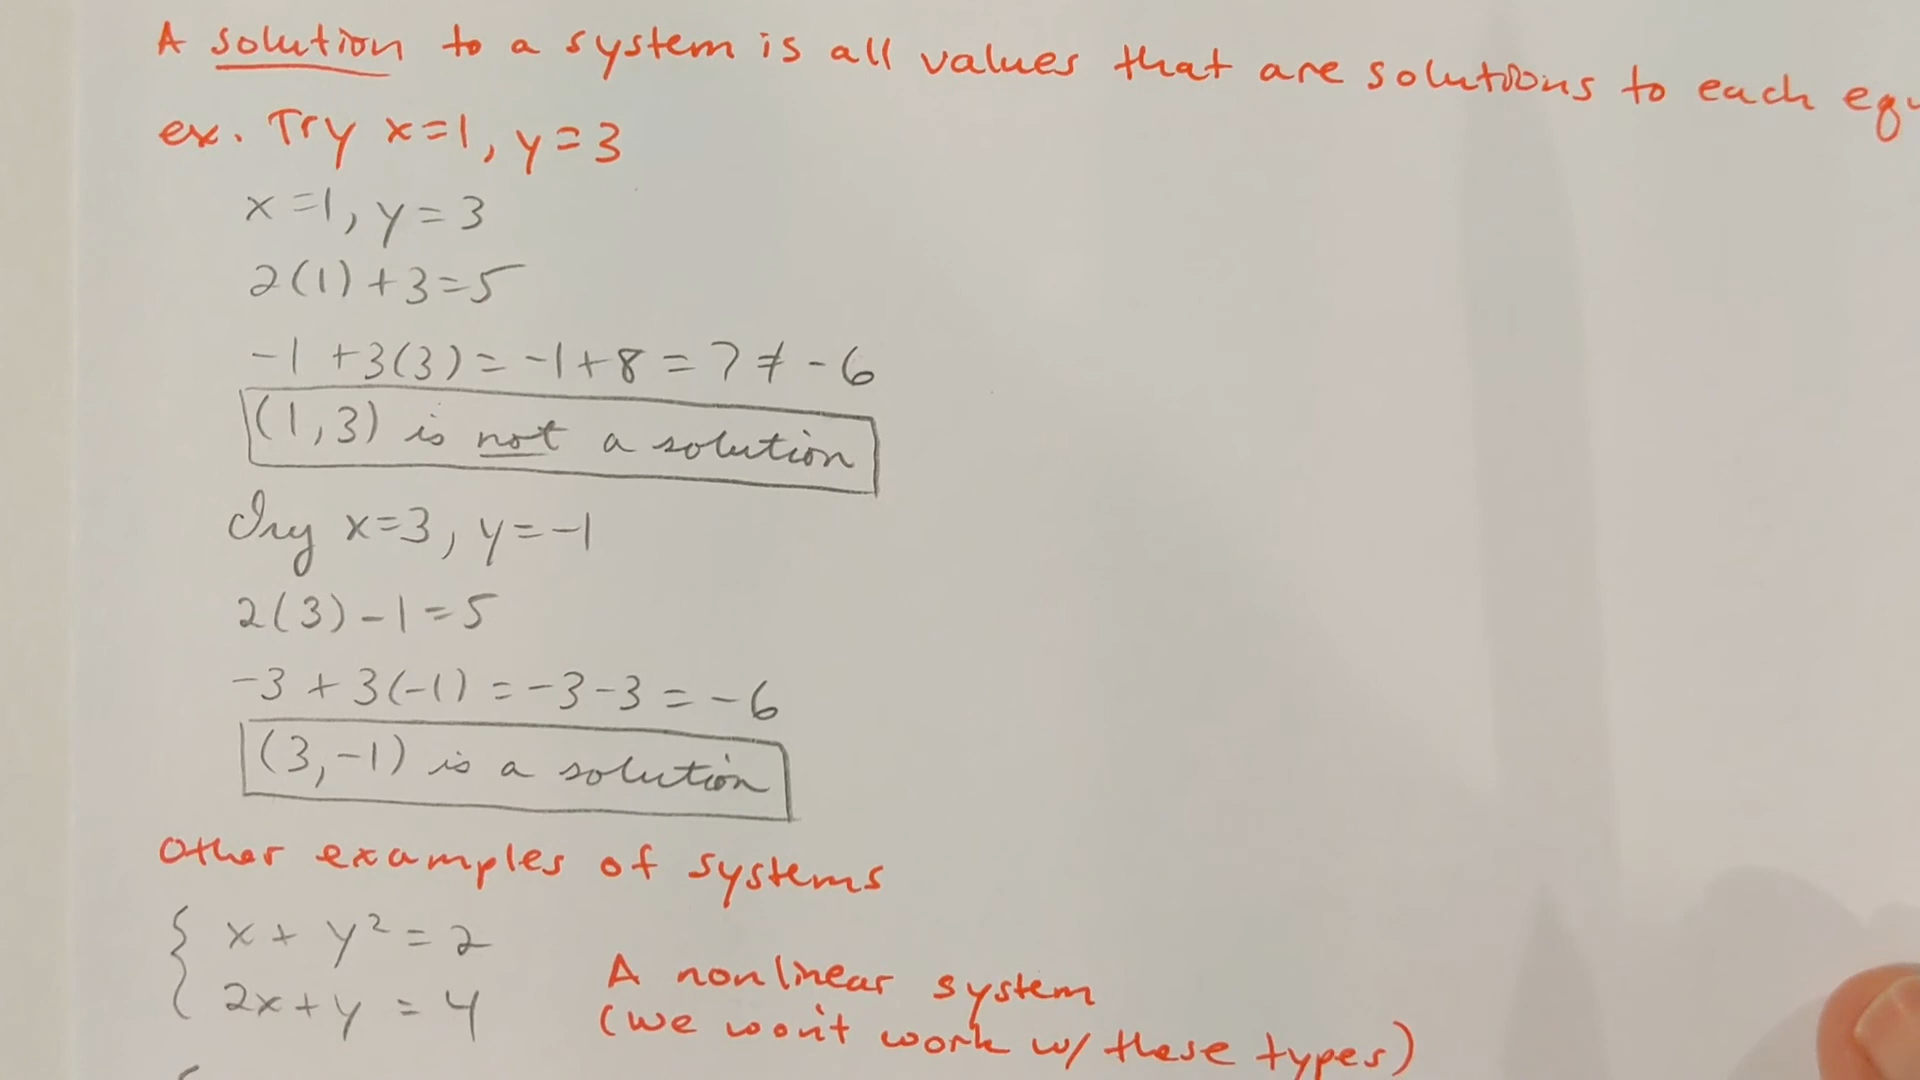 A solution to a system is all values that are solutions to each
ex. Try x=1, y=3
x=1, y=3
2(1)+3=5
-1+3(3)=-1+8=7≠-6
(1,3) is not a solution
Try x=3, y=-1
2(3)-1=5
-3+3(-1)=-3-3=-6
(3,-1) is a solution
Other examples of systems
x+y²=2
2x+y=4
A nonlinear system
(we won't work w/ these types)